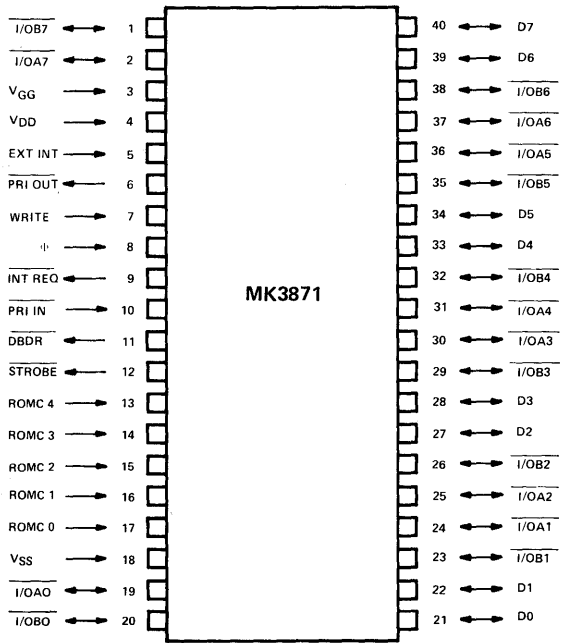 I/OB7 1 40 D7
I/OA7 2 39 D6
VGG 3 38 I/OB6
VDD 4 37 I/OA6
EXT INT 5 36 I/OA5
PRI OUT 6 35 I/OB5
WRITE 7 34 D5
Φ 8 33 D4
INT REQ 9 32 I/OB4
MK3871
PRI IN 10 31 I/OA4
DBDR 11 30 I/OA3
STROBE 12 29 I/OB3
ROMC 4 13 28 D3
ROMC 3 14 27 D2
ROMC 2 15 26 I/OB2
ROMC 1 16 25 I/OA2
ROMC 0 17 24 I/OA1
VSS 18 23 I/OB1
I/OA0 19 22 D1
I/OB0 20 21 D0